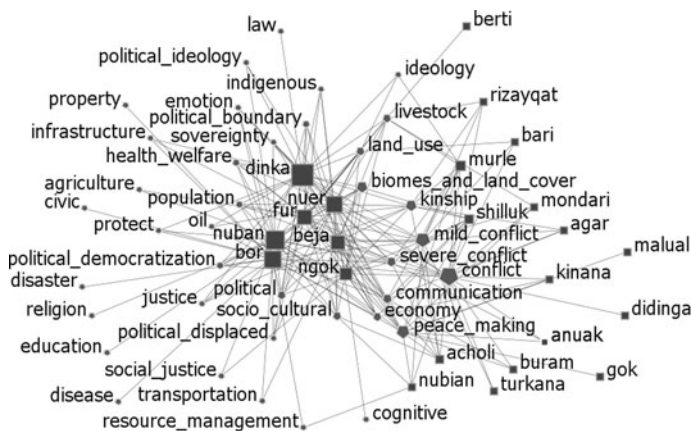 law
berti
political_ideology
indigenous
ideology
property
emotion
livestock
rizayqat
political_boundary
infrastructure
sovereignty
land_use
bari
health_welfare
dinka
murle
biomes_and_land_cover
agriculture
population
nuer
kinship
mondari
civic
fur
shilluk
protect
oil
nuban
beja
mild_conflict
agar
bor
severe_conflict
malual
political_democratization
ngok
conflict
kinana
disaster
justice
political
communication
religion
socio_cultural
economy
didinga
political_displaced
peace_making
anuak
education
acholi
social_justice
buram
gok
disease
transportation
nubian
turkana
resource_management
cognitive